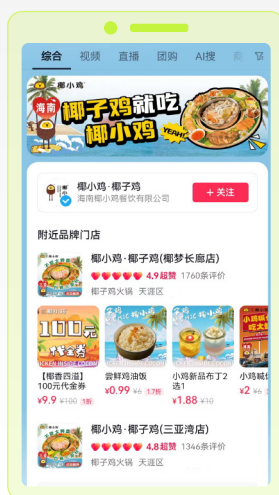 综合 视频 直播 团购 AI搜
椰小鸡
海南
椰子鸡就吃
椰小鸡
YEAH!
椰小鸡·椰子鸡
海南椰小鸡餐饮有限公司
+ 关注
附近品牌门店
椰小鸡·椰子鸡(椰梦长廊店)
4.9超赞 1760条评价
椰子鸡火锅 天涯区
100元
尝鲜鸡油饭
小鸡新品布丁2
选1
【椰香四溢】
100元代金券
¥9.9 ¥100 1折
¥0.99 ¥6 1.7折
¥1.88 ¥10
¥2
椰小鸡·椰子鸡(三亚湾店)
4.8超赞 1346条评价
椰子鸡火锅 天涯区